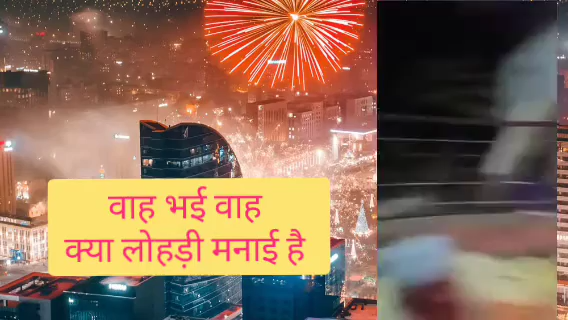 वाह भई वाह
क्या लोहड़ी मनाई है